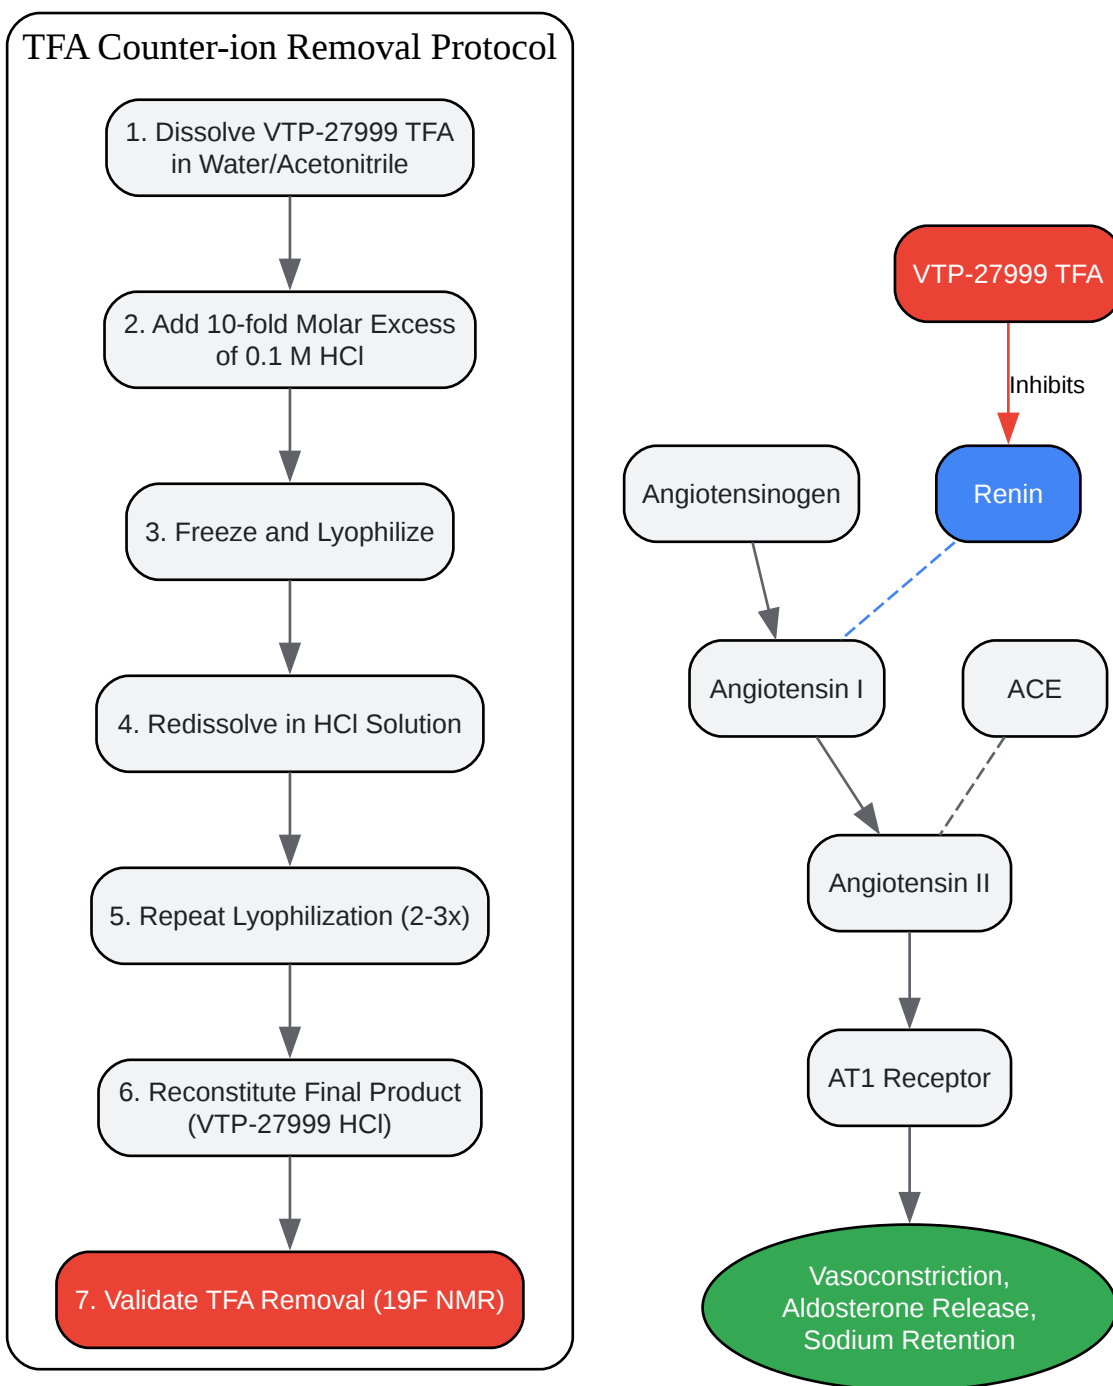 TFA Counter-ion Removal Protocol
1. Dissolve VTP-27999 TFA
in Water/Acetonitrile
2. Add 10-fold Molar Excess
of 0.1 M HCl
3. Freeze and Lyophilize
4. Redissolve in HCl Solution
5. Repeat Lyophilization (2-3x)
6. Reconstitute Final Product
(VTP-27999 HCl)
7. Validate TFA Removal (19F NMR)
VTP-27999 TFA
Inhibits
Angiotensinogen
Renin
Angiotensin I
ACE
Angiotensin II
AT1 Receptor
Vasoconstriction,
Aldosterone Release,
Sodium Retention